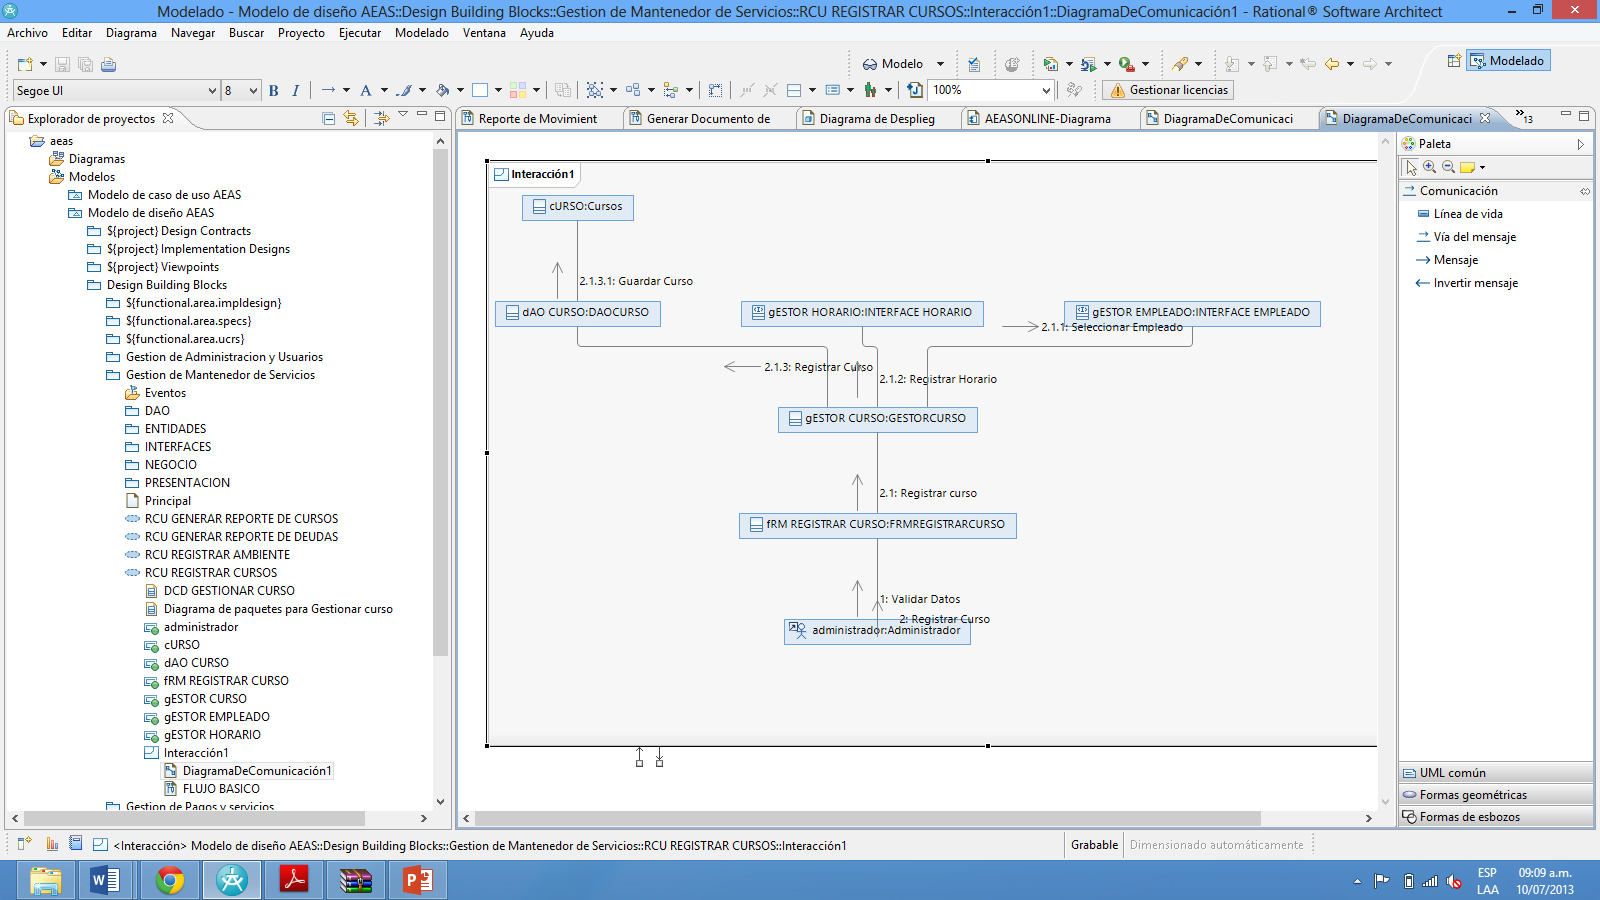 Modelado - Modelo de diseño AEAS::Design Building Blocks::Gestion de Mantenedor de Servicios::RCU REGISTRAR CURSOS::Interacción1::DiagramaDeComunicación1 - Rational® Software Architect
Archivo Editar Diagrama Navegar Buscar Proyecto Ejecutar Modelado Ventana Ayuda
Modelo
Modelado
Segoe UI 8 B I A 100% Gestionar licencias
Explorador de proyectos
Reporte de Movimient Generar Documento de Diagrama de Desplieg AEASONLINE-Diagrama DiagramaDeComunicaci DiagramaDeComunicaci »13
aeas
Diagramas
Modelos
Modelo de caso de uso AEAS
Modelo de diseño AEAS
${project} Design Contracts
${project} Implementation Designs
${project} Viewpoints
Design Building Blocks
${functional.area.impldesign}
${functional.area.specs}
${functional.area.ucrs}
Gestion de Administracion y Usuarios
Gestion de Mantenedor de Servicios
Eventos
DAO
ENTIDADES
INTERFACES
NEGOCIO
PRESENTACION
Principal
RCU GENERAR REPORTE DE CURSOS
RCU GENERAR REPORTE DE DEUDAS
RCU REGISTRAR AMBIENTE
RCU REGISTRAR CURSOS
DCD GESTIONAR CURSO
Diagrama de paquetes para Gestionar curso
administrador
cURSO
dAO CURSO
fRM REGISTRAR CURSO
gESTOR CURSO
gESTOR EMPLEADO
gESTOR HORARIO
Interacción1
DiagramaDeComunicación1
FLUJO BASICO
Gestion de Pagos y servicios
Interacción1
cURSO:Cursos
2.1.3.1: Guardar Curso
dAO CURSO:DAOCURSO
gESTOR HORARIO:INTERFACE HORARIO
gESTOR EMPLEADO:INTERFACE EMPLEADO
2.1.1: Seleccionar Empleado
2.1.3: Registrar Curso
2.1.2: Registrar Horario
gESTOR CURSO:GESTORCURSO
2.1: Registrar curso
fRM REGISTRAR CURSO:FRMREGISTRARCURSO
1: Validar Datos
2: Registrar Curso
administrador:Administrador
Paleta
Comunicación
Línea de vida
Vía del mensaje
Mensaje
Invertir mensaje
UML común
Formas geométricas
Formas de esbozos
<Interacción> Modelo de diseño AEAS::Design Building Blocks::Gestion de Mantenedor de Servicios::RCU REGISTRAR CURSOS::Interacción1
Grabable
Dimensionado automáticamente
ESP
LAA
09:09 a.m.
10/07/2013